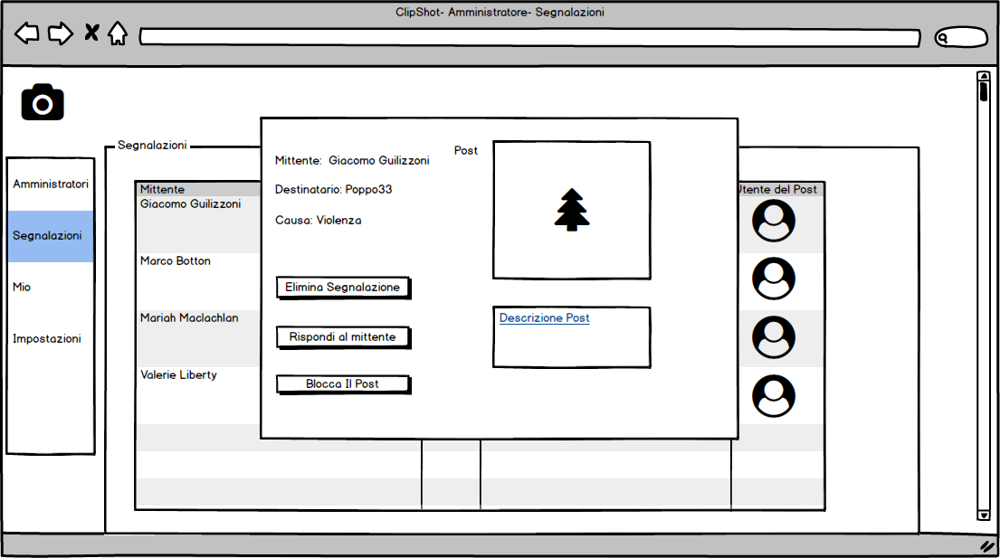 ClipShot- Amministratore- Segnalazioni
Amministratori
Segnalazioni
Mio
Impostazioni
Segnalazioni
Mittente
Utente del Post
Giacomo Guilizzoni
Marco Botton
Mariah Maclachlan
Valerie Liberty
Mittente: Giacomo Guilizzoni
Destinatario: Poppo33
Causa: Violenza
Elimina Segnalazione
Rispondi al mittente
Blocca Il Post
Post
Descrizione Post